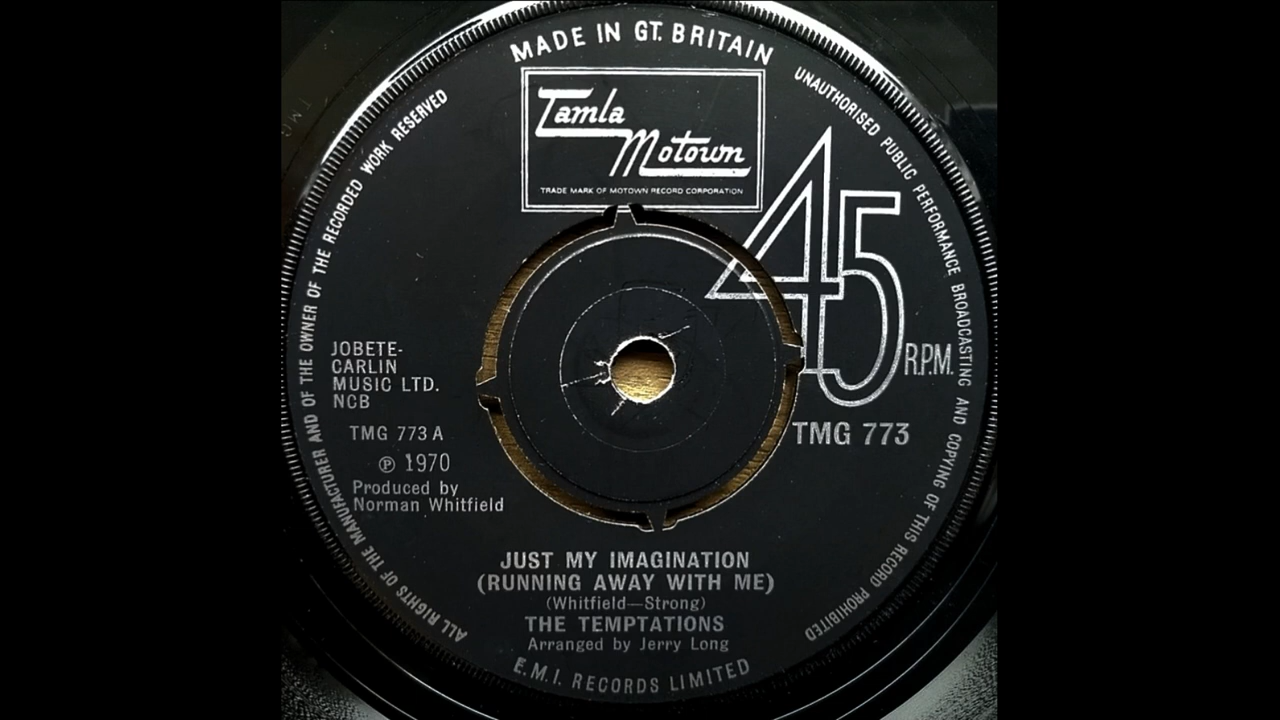 MADE IN GT. BRITAIN
Tamla
Motown
TRADE MARK OF MOTOWN RECORD CORPORATION
UNAUTHORISED PUBLIC PERFORMANCE BROADCASTING AND COPYING OF THIS RECORD PROHIBITED
ALL RIGHTS OF THE MANUFACTURER AND OF THE OWNER OF THE RECORDED WORK RESERVED
45 R.P.M.
JOBETE-
CARLIN
MUSIC LTD.
NCB
TMG 773 A
TMG 773
℗ 1970
Produced by
Norman Whitfield
JUST MY IMAGINATION
(RUNNING AWAY WITH ME)
(Whitfield—Strong)
THE TEMPTATIONS
Arranged by Jerry Long
E.M.I. RECORDS LIMITED